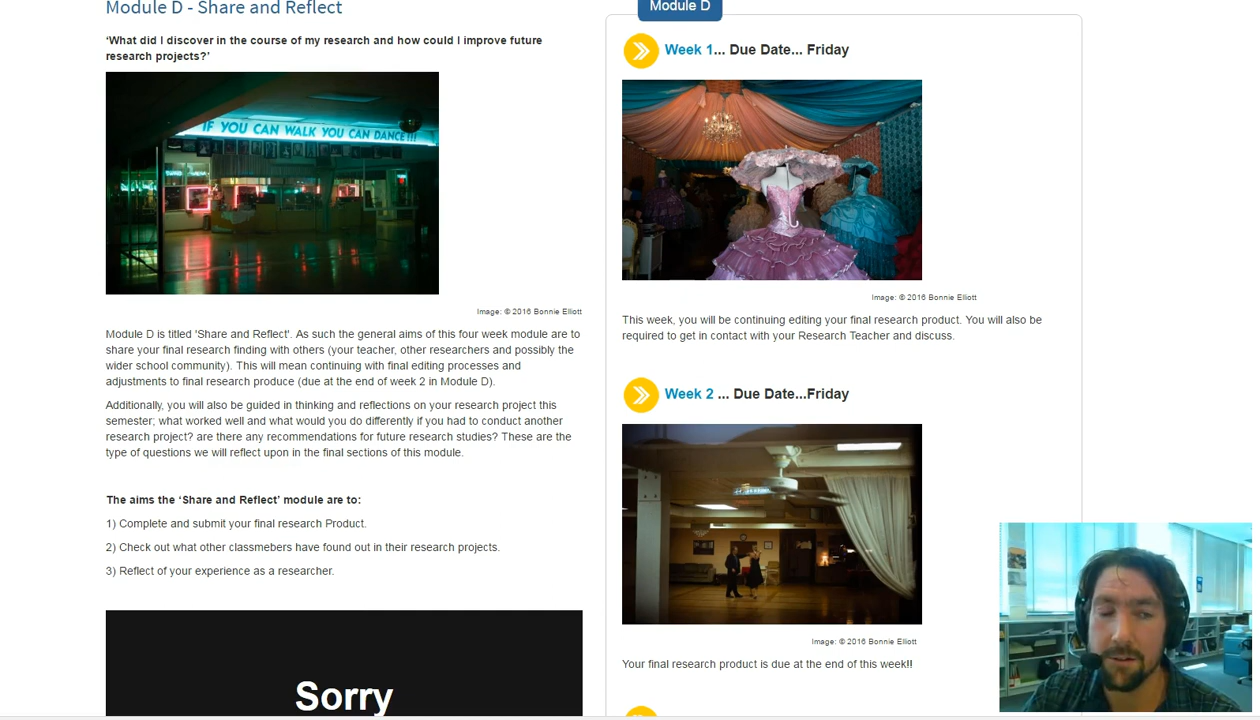 Module D - Share and Reflect
‘What did I discover in the course of my research and how could I improve future
research projects?’
IF YOU CAN WALK YOU CAN DANCE!!!
Image: © 2016 Bonnie Elliott
Module D is titled 'Share and Reflect'. As such the general aims of this four week module are to
share your final research finding with others (your teacher, other researchers and possibly the
wider school community). This will mean continuing with final editing processes and
adjustments to final research produce (due at the end of week 2 in Module D).
Additionally, you will also be guided in thinking and reflections on your research project this
semester; what worked well and what would you do differently if you had to conduct another
research project? are there any recommendations for future research studies? These are the
type of questions we will reflect upon in the final sections of this module.
The aims the ‘Share and Reflect’ module are to:
1) Complete and submit your final research Product.
2) Check out what other classmebers have found out in their research projects.
3) Reflect of your experience as a researcher.
Sorry
Module D
Week 1... Due Date... Friday
Image: © 2016 Bonnie Elliott
This week, you will be continuing editing your final research product. You will also be
required to get in contact with your Research Teacher and discuss.
Week 2 ... Due Date...Friday
Image: © 2016 Bonnie Elliott
Your final research product is due at the end of this week!!